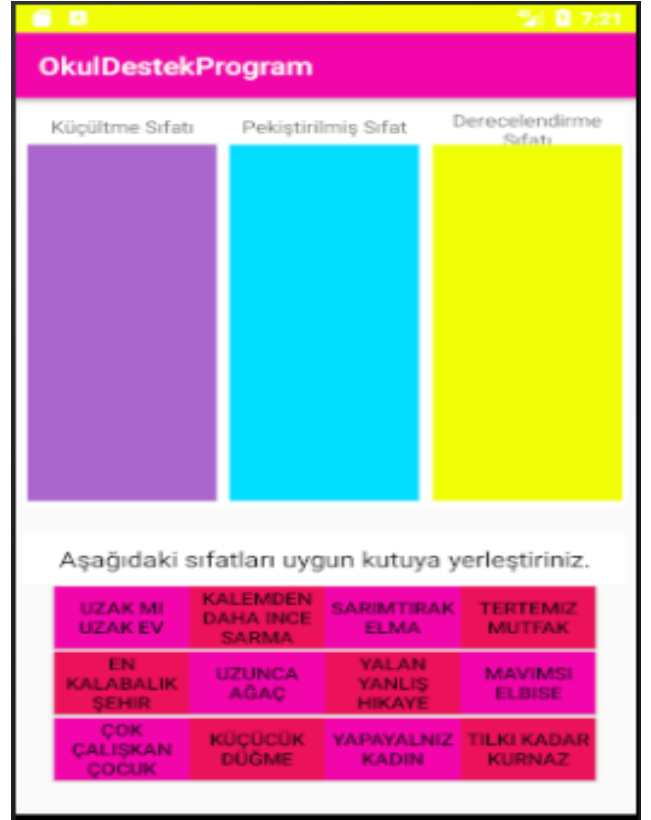 7:21
OkulDestekProgram
Küçültme Sıfatı
Pekiştirilmiş Sıfat
Derecelendirme
Sıfatı
Aşağıdaki sıfatları uygun kutuya yerleştiriniz.
UZAK MI
UZAK EV
KALEMDEN
DAHA INCE
SARMA
SARIMTIRAK
ELMA
TERTEMIZ
MUTFAK
EN
KALABALIK
ŞEHIR
UZUNCA
AĞAÇ
YALAN
YANLIŞ
HIKAYE
MAVIMSI
ELBISE
ÇOK
ÇALIŞKAN
ÇOCUK
KÜÇÜCÜK
DÜĞME
YAPAYALNIZ
KADIN
TILKI KADAR
KURNAZ